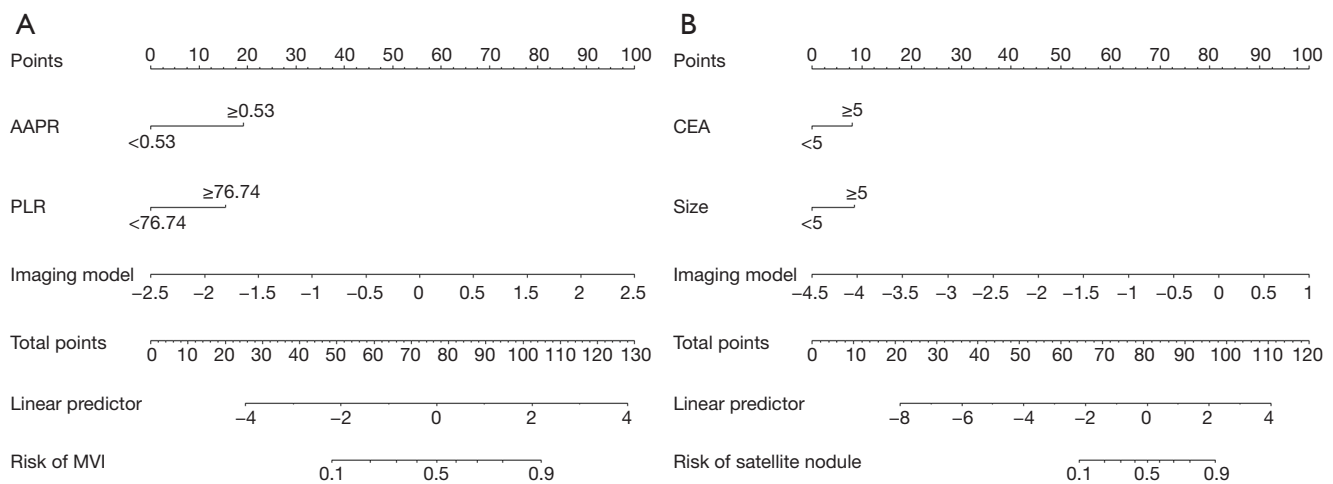 A
Points
0 10 20 30 40 50 60 70 80 90 100
AAPR
≥0.53
<0.53
PLR
≥76.74
<76.74
Imaging model
−2.5 −2 −1.5 −1 −0.5 0 0.5 1.5 2 2.5
Total points
0 10 20 30 40 50 60 70 80 90 100 110 120 130
Linear predictor
−4 −2 0 2 4
Risk of MVI
0.1 0.5 0.9
B
Points
0 10 20 30 40 50 60 70 80 90 100
CEA
≥5
<5
Size
≥5
<5
Imaging model
−4.5 −4 −3.5 −3 −2.5 −2 −1.5 −1 −0.5 0 0.5 1
Total points
0 10 20 30 40 50 60 70 80 90 100 110 120
Linear predictor
−8 −6 −4 −2 0 2 4
Risk of satellite nodule
0.1 0.5 0.9